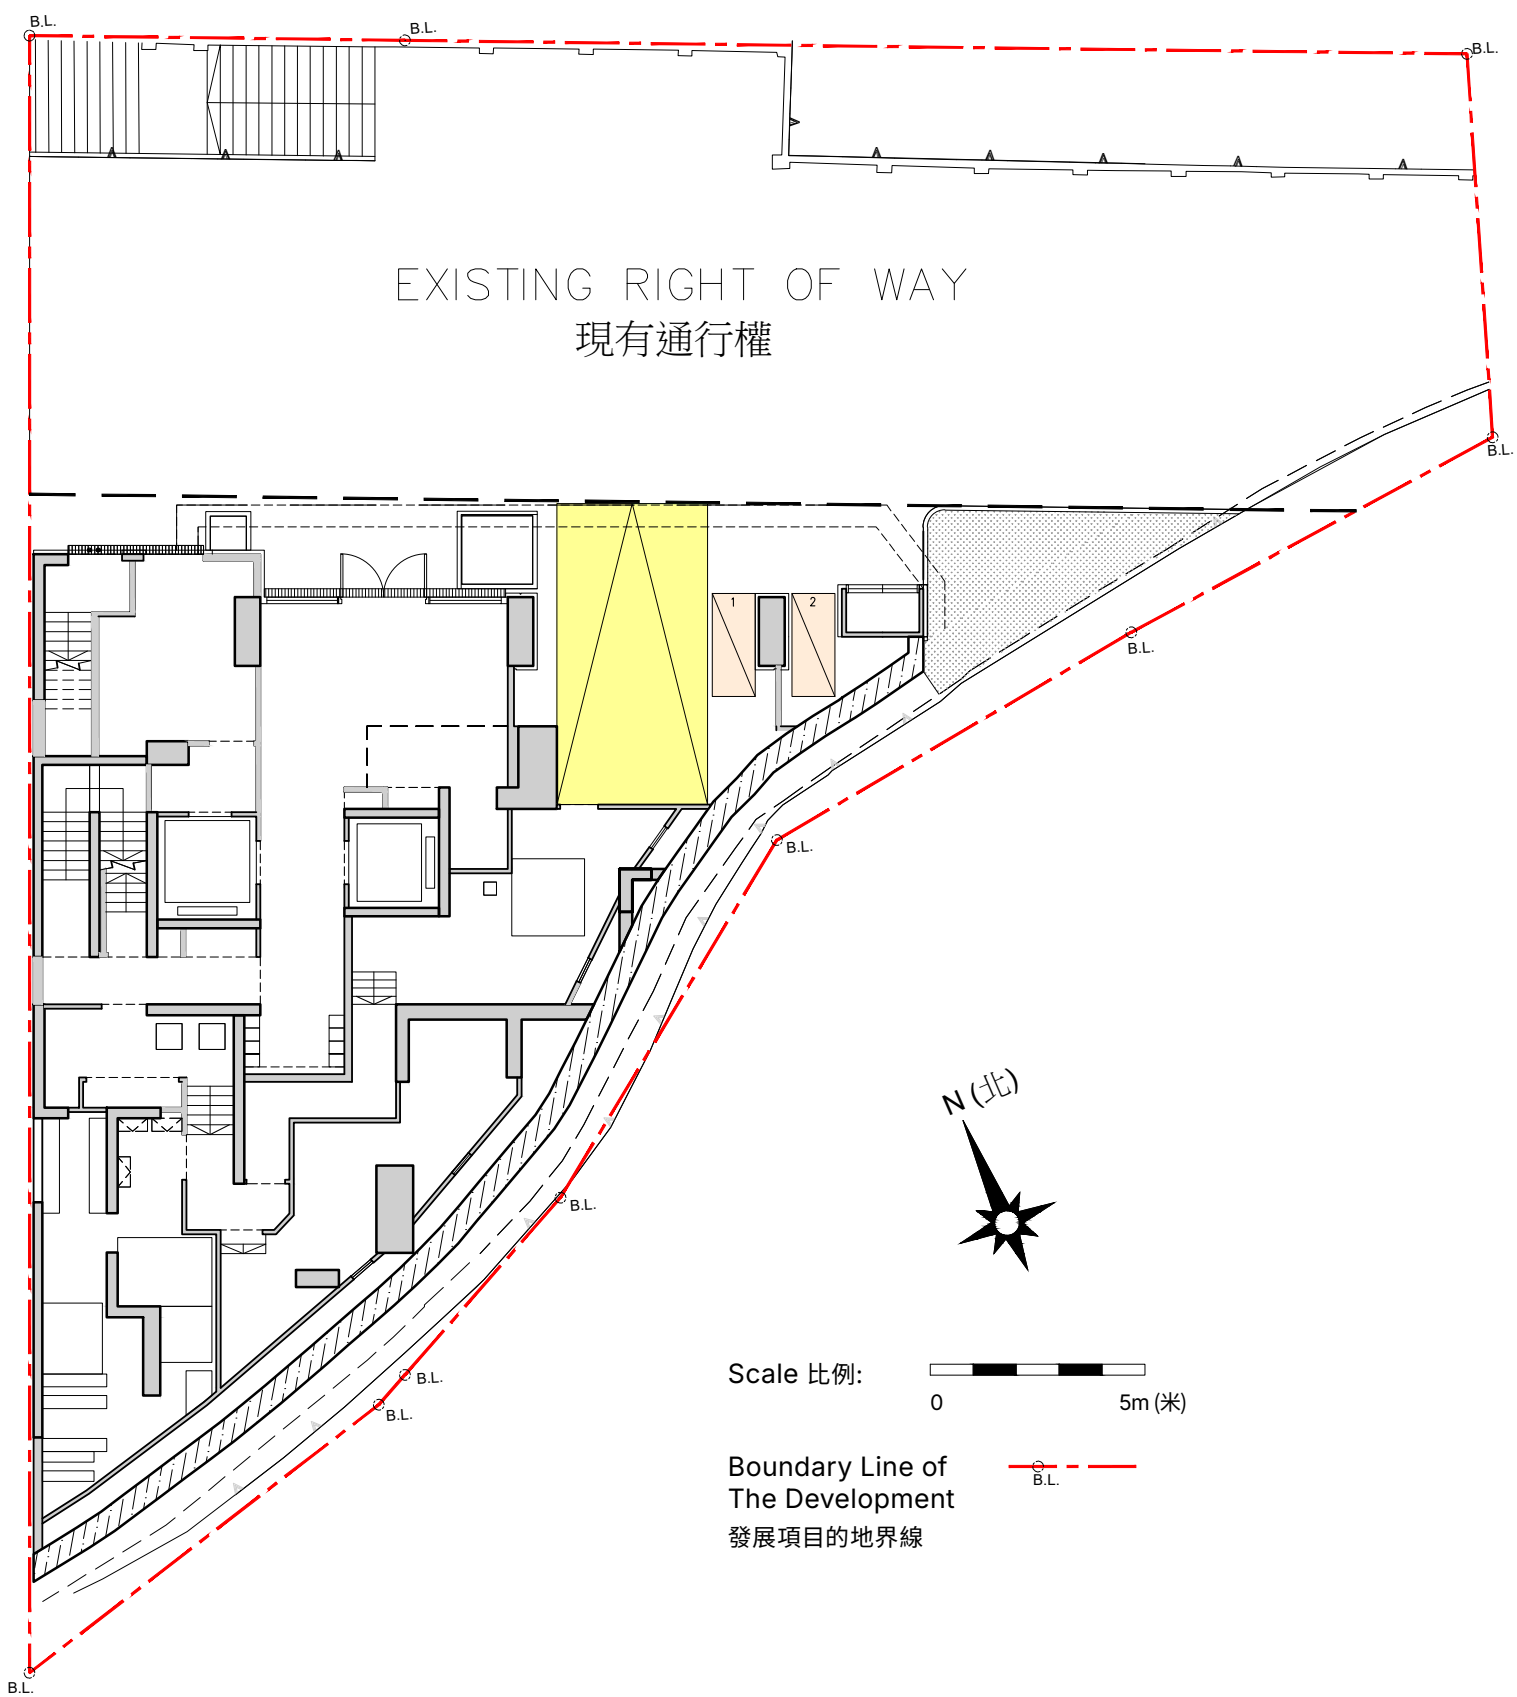 B.L.
B.L.
B.L.
EXISTING RIGHT OF WAY
現有通行權
B.L.
1
2
B.L.
B.L.
N (北)
B.L.
Scale 比例:
0
5m (米)
B.L.
B.L.
Boundary Line of
The Development
發展項目的地界線
B.L.
B.L.